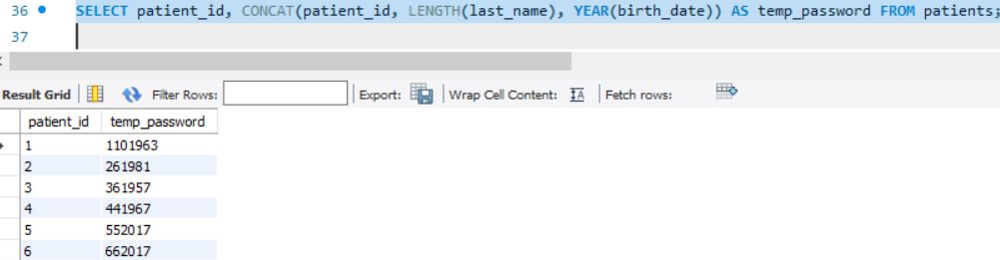 36 SELECT patient_id, CONCAT(patient_id, LENGTH(last_name), YEAR(birth_date)) AS temp_password FROM patients;
37
Result Grid Filter Rows: Export: Wrap Cell Content: IA Fetch rows:
patient_id temp_password
1 1101963
2 261981
3 361957
4 441967
5 552017
6 662017